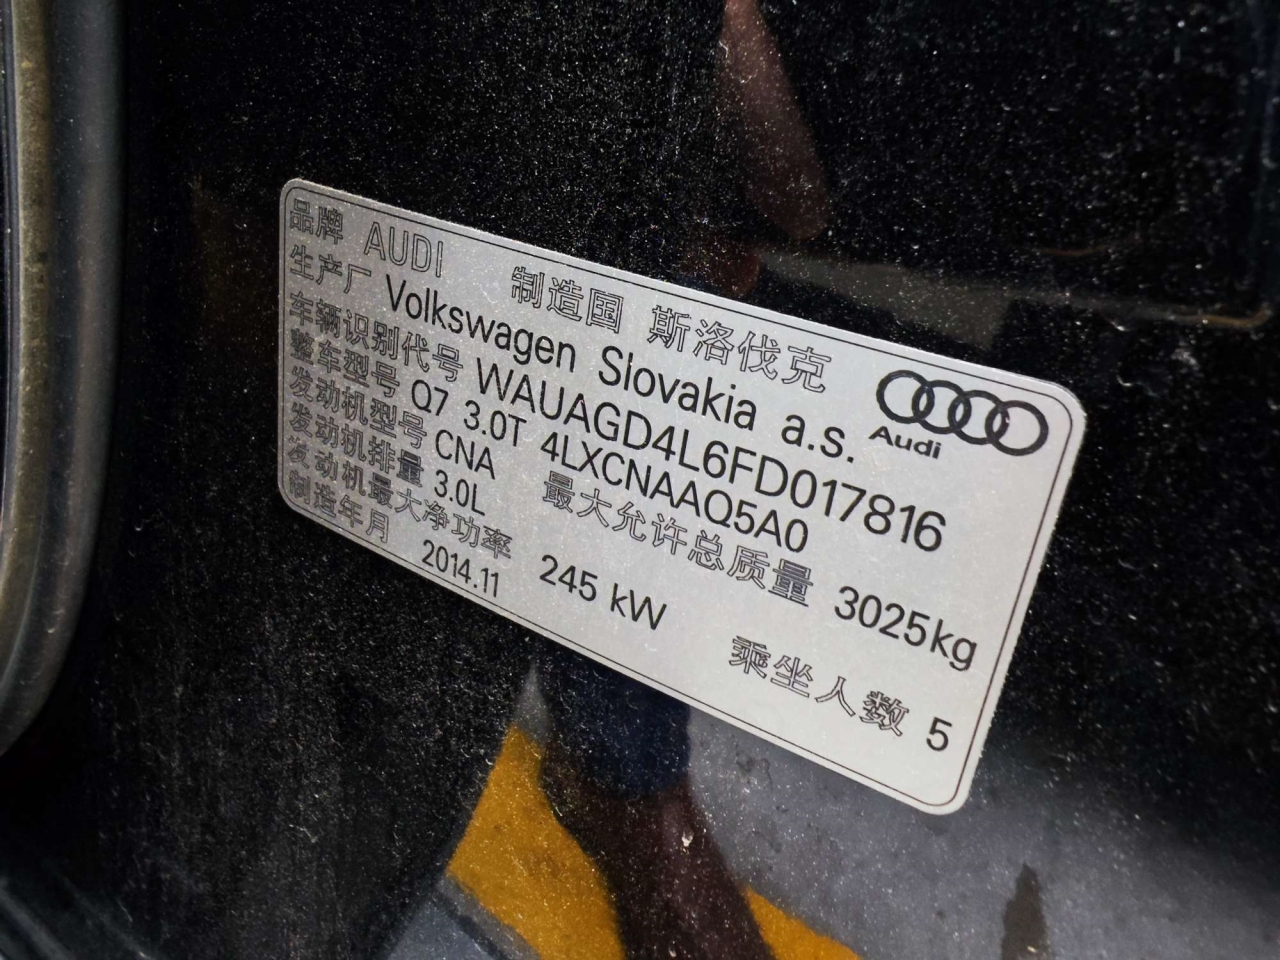 品牌 AUDI 制造国 斯洛伐克
生产厂 Volkswagen Slovakia a.s.
车辆识别代号 WAUAGD4L6FD017816
整车型号 Q7 3.0T 4LXCNAAQ5A0
发动机型号 CNA 最大允许总质量 3025kg
发动机排量 3.0L
发动机最大净功率 245 kW 乘坐人数 5
制造年月 2014.11
Audi